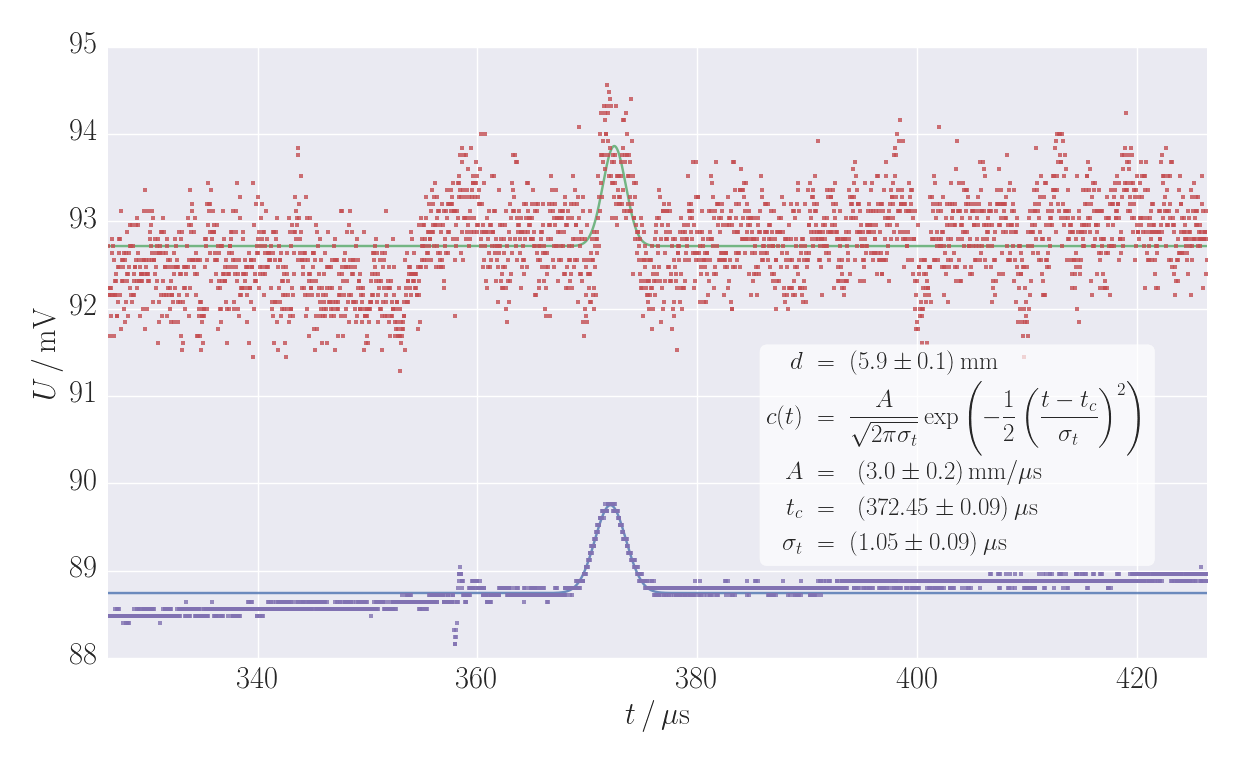 95
94
93
92
91
90
89
88
U / mV
d = (5.9 ± 0.1) mm
c(t) = A / √(2πσ_t) exp(−1/2 ((t − t_c)/σ_t)^2)
A = (3.0 ± 0.2) mm/μs
t_c = (372.45 ± 0.09) μs
σ_t = (1.05 ± 0.09) μs
340 360 380 400 420
t / μs